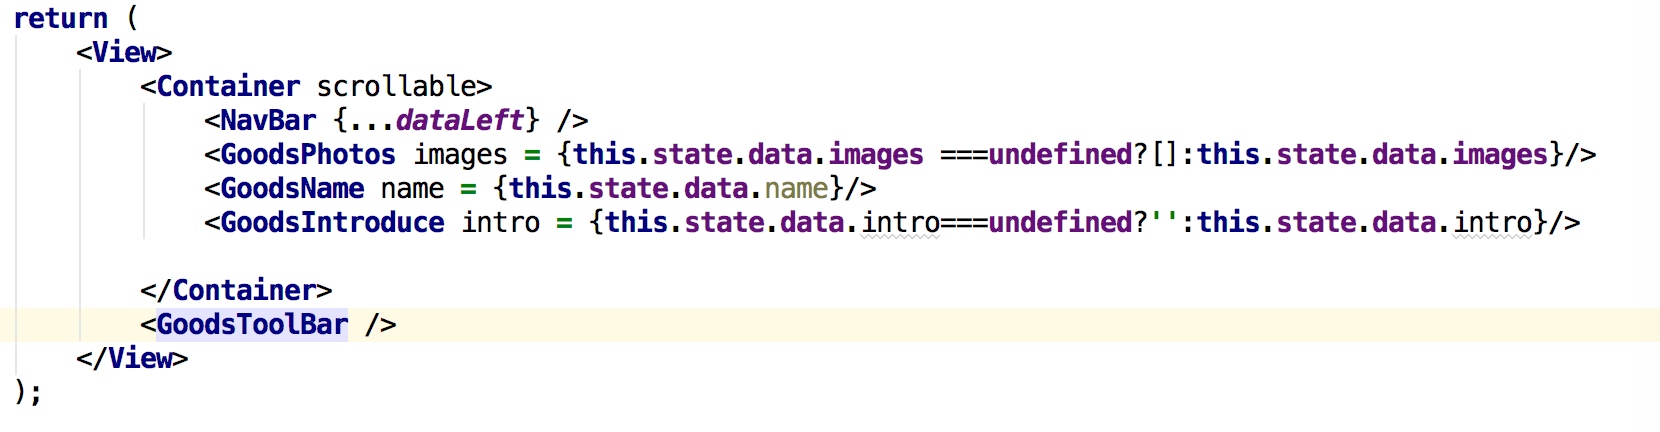 return (
    <View>
        <Container scrollable>
            <NavBar {...dataLeft} />
            <GoodsPhotos images = {this.state.data.images ===undefined?[]:this.state.data.images}/>
            <GoodsName name = {this.state.data.name}/>
            <GoodsIntroduce intro = {this.state.data.intro===undefined?'':this.state.data.intro}/>
        </Container>
        <GoodsToolBar />
    </View>
);